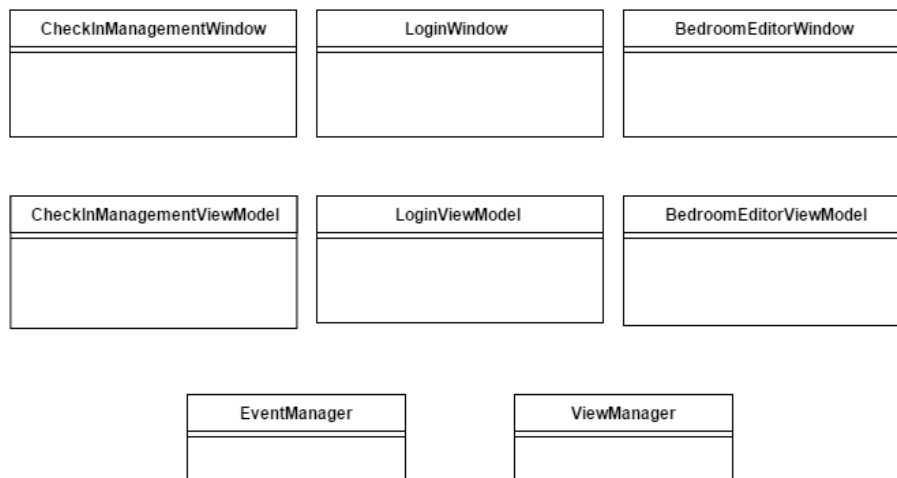 CheckInManagementWindow
LoginWindow
BedroomEditorWindow
CheckInManagementViewModel
LoginViewModel
BedroomEditorViewModel
EventManager
ViewManager